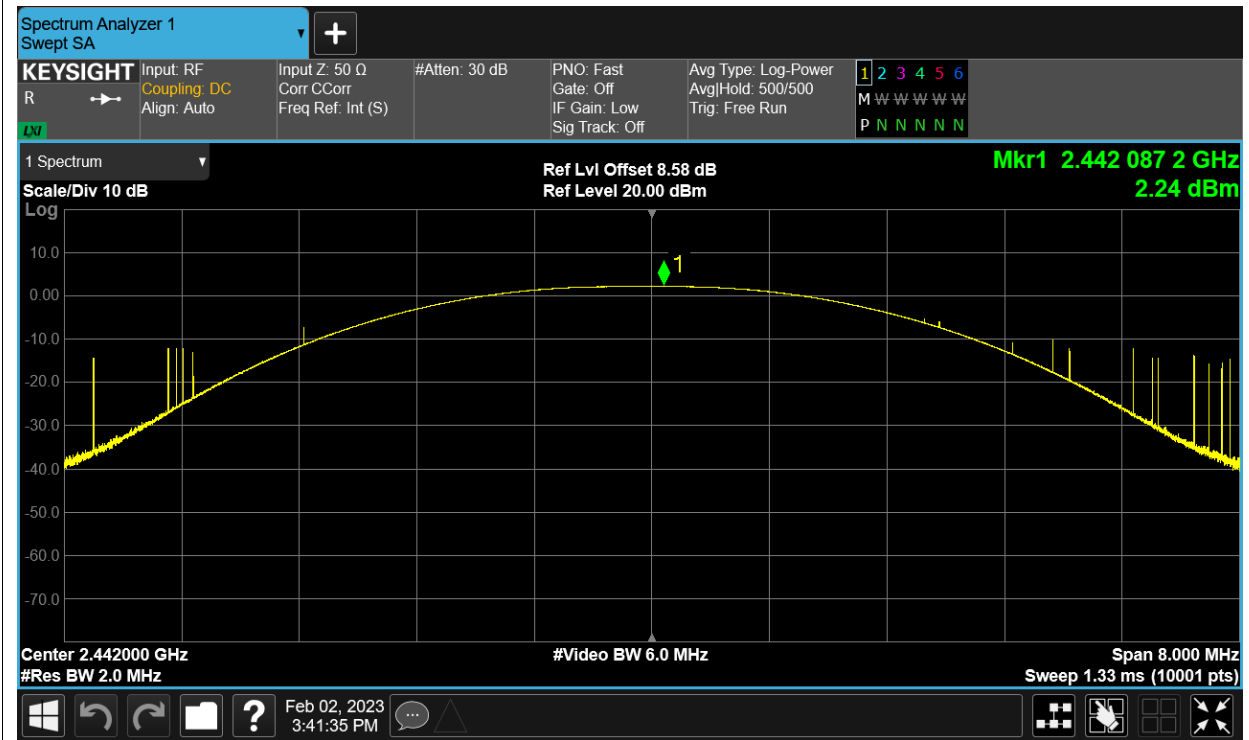 Spectrum Analyzer 1
Swept SA
KEYSIGHT
R
LXI
Input: RF
Coupling: DC
Align: Auto
Input Z: 50 Ω
Corr CCorr
Freq Ref: Int (S)
#Atten: 30 dB
PNO: Fast
Gate: Off
IF Gain: Low
Sig Track: Off
Avg Type: Log-Power
Avg|Hold: 500/500
Trig: Free Run
1 2 3 4 5 6
M W W W W W
P N N N N N
1 Spectrum
Scale/Div 10 dB
Log
Ref Lvl Offset 8.58 dB
Ref Level 20.00 dBm
Mkr1 2.442 087 2 GHz
2.24 dBm
1
10.0
0.00
-10.0
-20.0
-30.0
-40.0
-50.0
-60.0
-70.0
Center 2.442000 GHz
#Res BW 2.0 MHz
#Video BW 6.0 MHz
Span 8.000 MHz
Sweep 1.33 ms (10001 pts)
?
Feb 02, 2023
3:41:35 PM